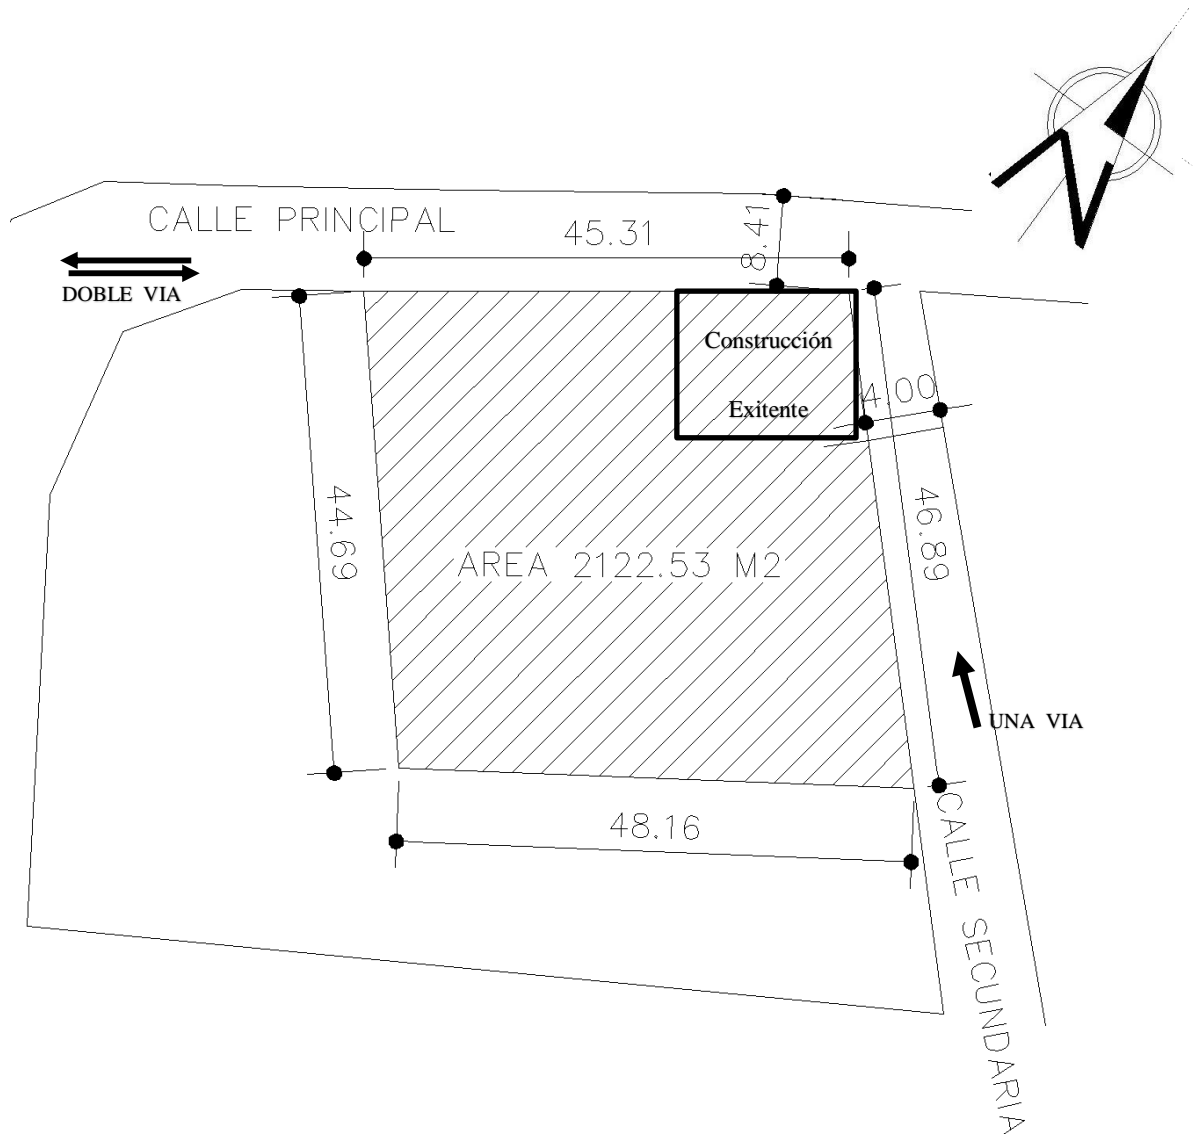 CALLE PRINCIPAL
45.31
8.41
DOBLE VIA
Construcción
Exitente
4.00
44.69
46.89
AREA 2122.53 M2
UNA VIA
48.16
CALLE SECUNDARIA
N